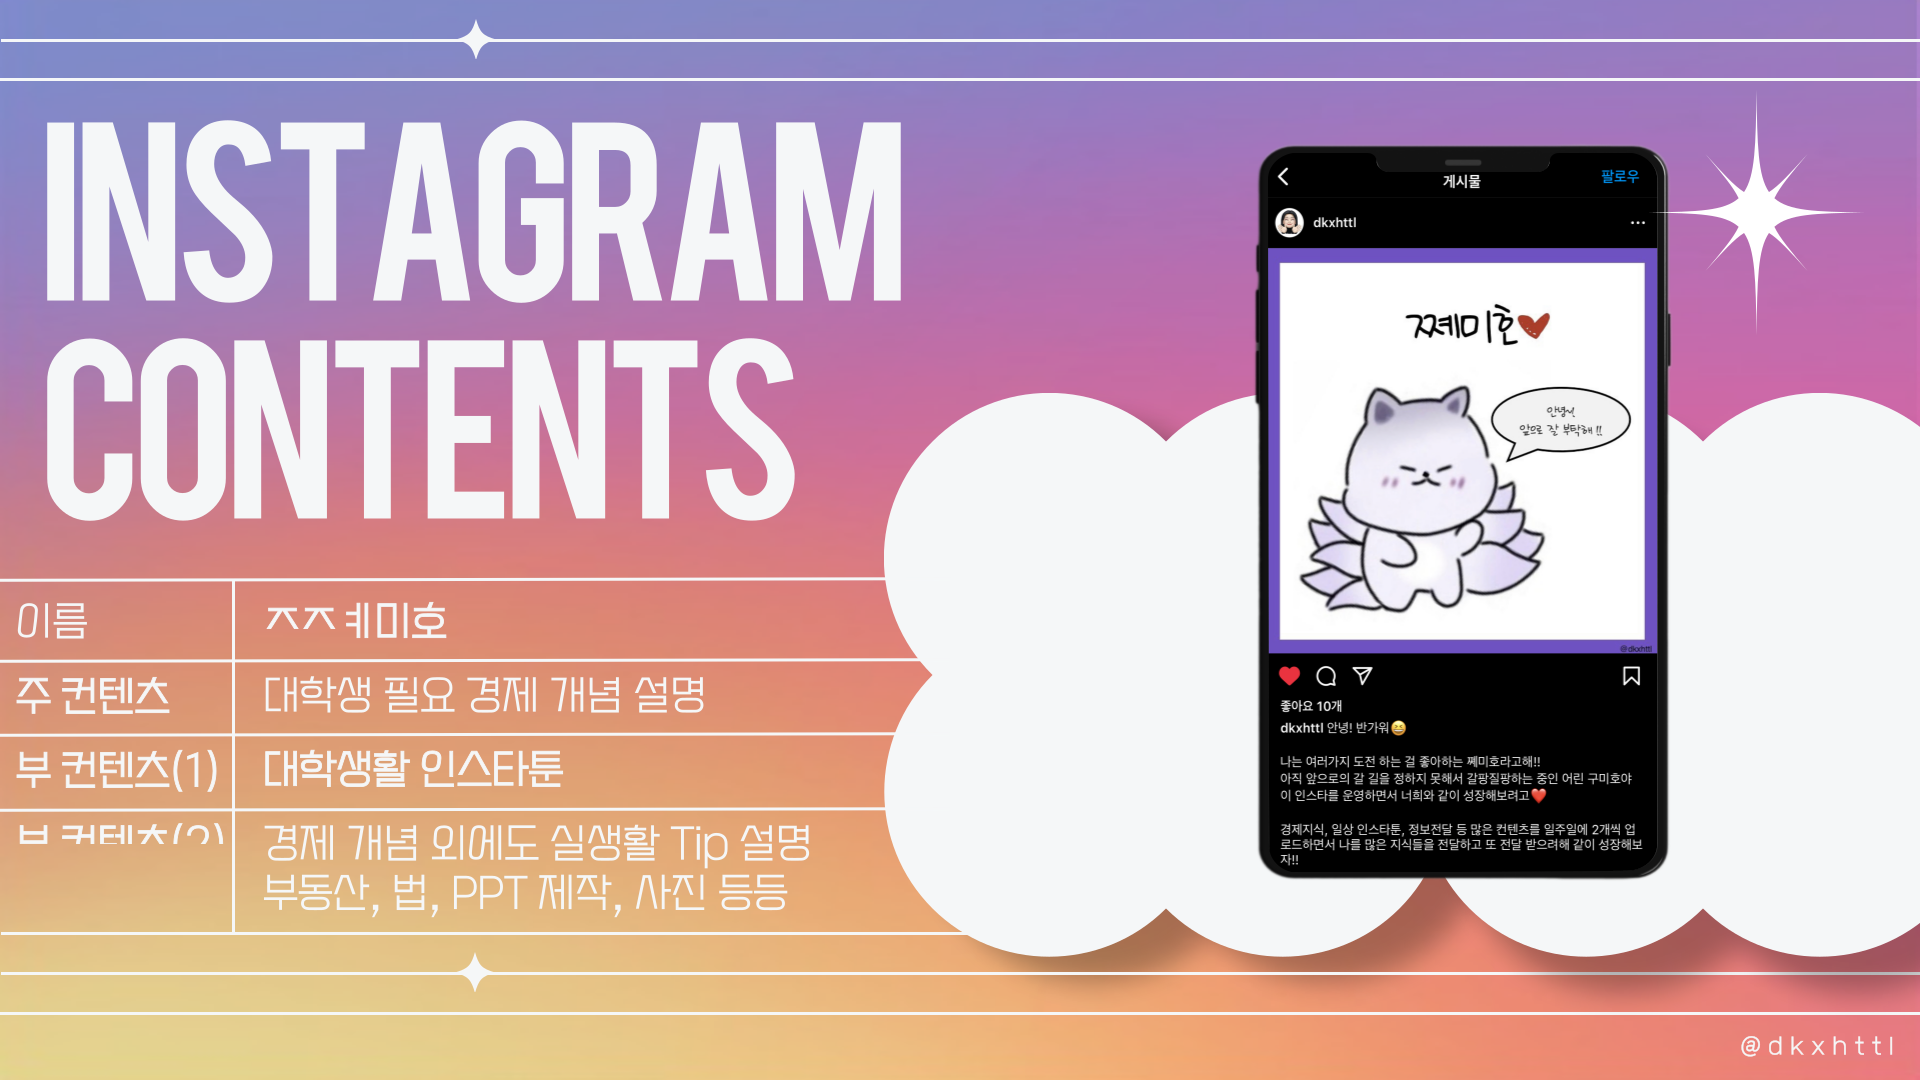 INSTAGRAM
CONTENTS
이름
ㅈㅈㅖ미호
주 컨텐츠
대학생 필요 경제 개념 설명
부 컨텐츠(1)
대학생활 인스타툰
부 컨텐츠(2)
경제 개념 외에도 실생활 Tip 설명
부동산, 법, PPT 제작, 사진 등등
게시물
팔로우
dkxhttl
쪠미호
안녕~!
앞으로 잘 부탁해!!
@dkxhttl
좋아요 10개
dkxhttl 안녕! 반가워😆
나는 여러가지 도전 하는 걸 좋아하는 쪠미호라고해!!
아직 앞으로의 갈 길을 정하지 못해서 갈팡질팡하는 중인 어린 구미호야
이 인스타를 운영하면서 너희와 같이 성장해보려고❤️
경제지식, 일상 인스타툰, 정보전달 등 많은 컨텐츠를 일주일에 2개씩 업
로드하면서 나를 많은 지식들을 전달하고 또 전달 받으려해 같이 성장해보
자!!
@dkxhttl